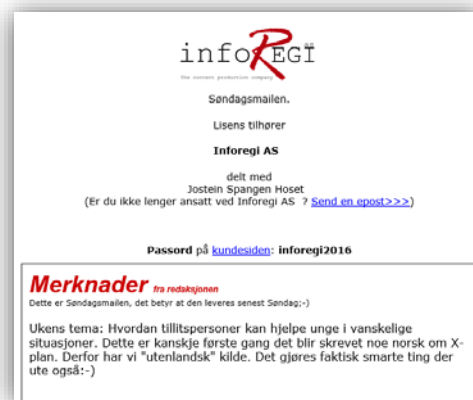 infoREGI AS
The content production company
Søndagsmailen.
Lisens tilhører
Inforegi AS
delt med
Jostein Spangen Hoset
(Er du ikke lenger ansatt ved Inforegi AS ? Send en epost>>>)
Passord på kundesiden: inforegi2016
Merknader fra redaksjonen
Dette er Søndagsmailen, det betyr at den leveres senest Søndag;-)
Ukens tema: Hvordan tillitspersoner kan hjelpe unge i vanskelige
situasjoner. Dette er kanskje første gang det blir skrevet noe norsk om X-
plan. Derfor har vi "utenlandsk" kilde. Det gjøres faktisk smarte ting der
ute også:-)